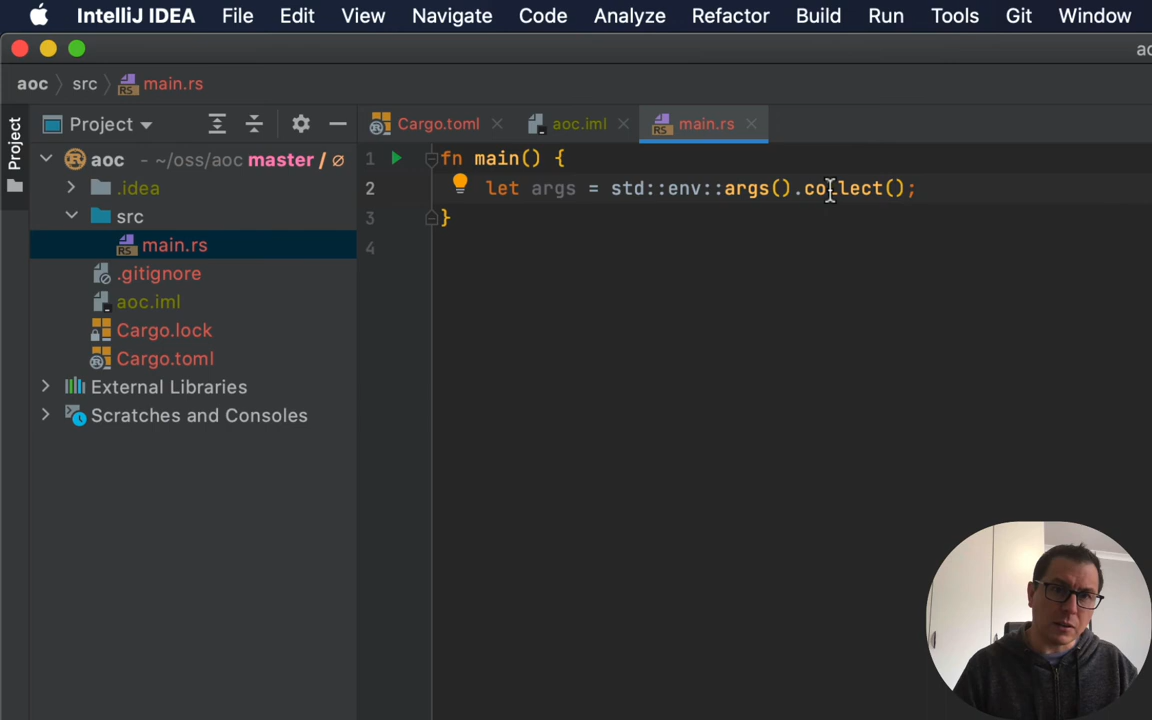 IntelliJ IDEA File Edit View Navigate Code Analyze Refactor Build Run Tools Git Window
ao
aoc src main.rs
Project
Project Cargo.toml aoc.iml main.rs
aoc - ~/oss/aoc master / ∅
.idea
src
main.rs
.gitignore
aoc.iml
Cargo.lock
Cargo.toml
External Libraries
Scratches and Consoles
1 fn main() {
2 let args = std::env::args().collect();
3 }
4